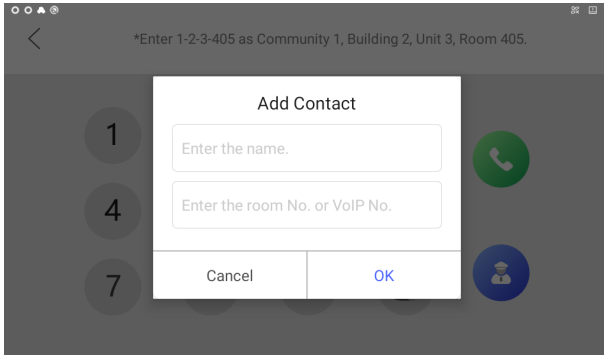 *Enter 1-2-3-405 as Community 1, Building 2, Unit 3, Room 405.
Add Contact
1
Enter the name.
4
Enter the room No. or VoIP No.
Cancel
OK
7